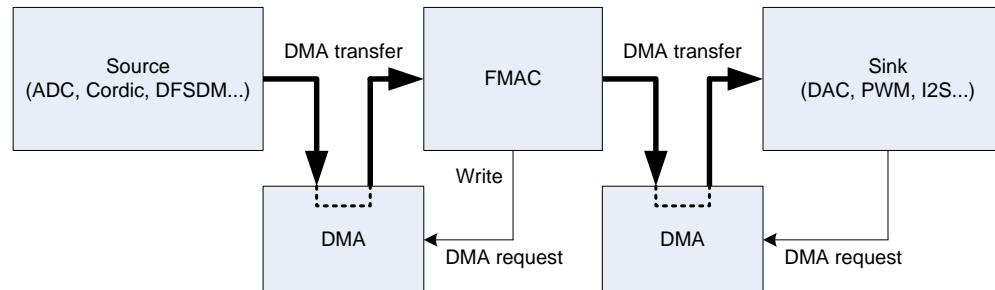 Source
(ADC, Cordic, DFSDM...)
DMA transfer
FMAC
DMA transfer
Sink
(DAC, PWM, I2S...)
Write
DMA
DMA request
DMA
DMA request